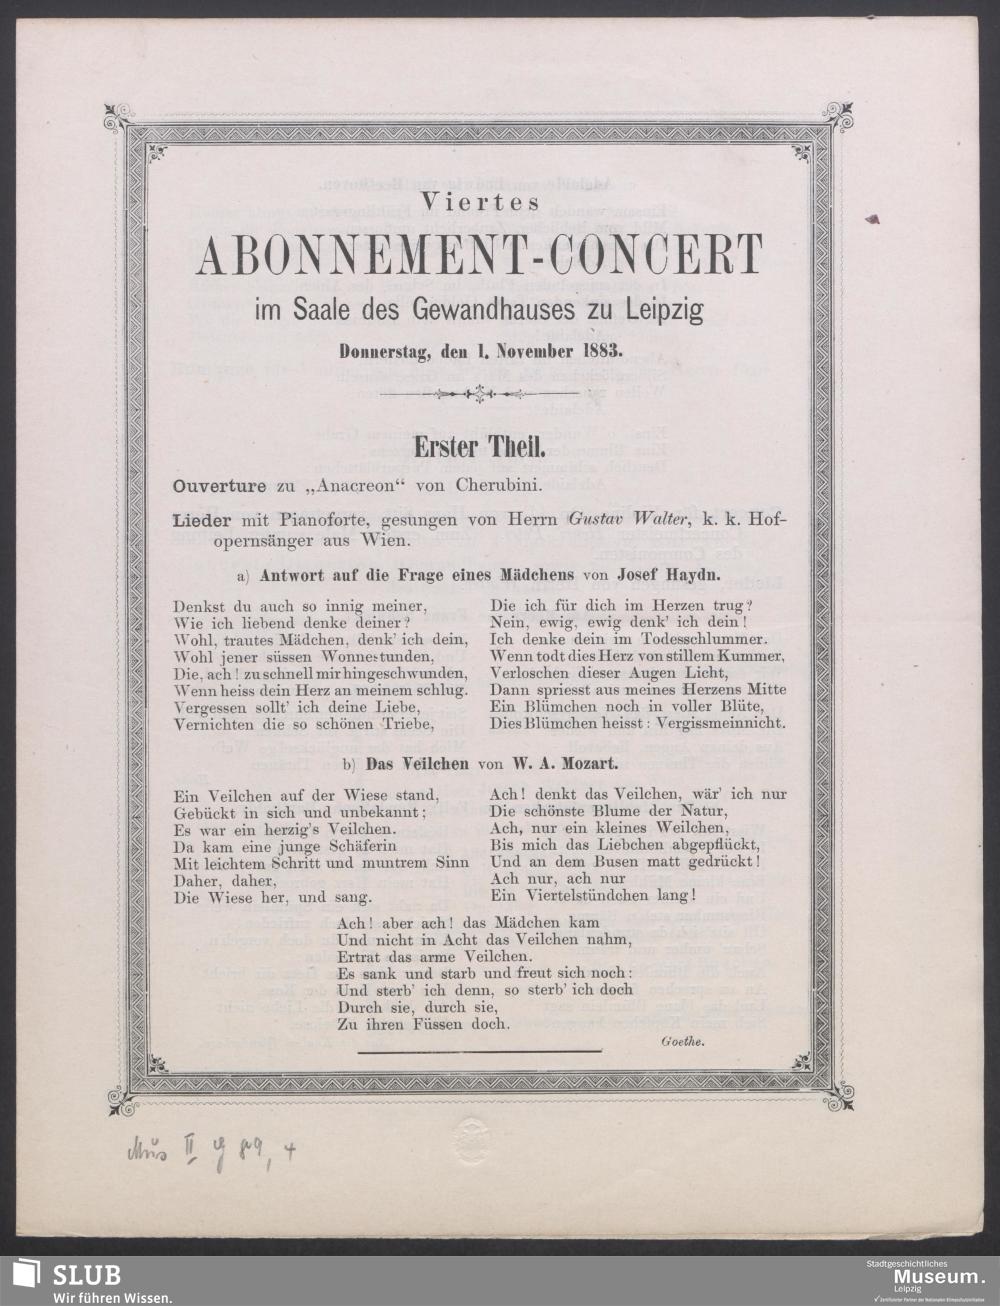 Viertes
ABONNEMENT-CONCERT
im Saale des Gewandhauses zu Leipzig
Donnerstag, den 1. November 1883.
Erster Theil.
Ouverture zu „Anacreon“ von Cherubini.
Lieder mit Pianoforte, gesungen von Herrn Gustav Walter, k. k. Hof-
opernsänger aus Wien.
a) Antwort auf die Frage eines Mädchens von Josef Haydn.
Denkst du auch so innig meiner,
Wie ich liebend denke deiner?
Wohl, trautes Mädchen, denk' ich dein,
Wohl jener süssen Wonnestunden,
Die, ach! zu schnell mir hingeschwunden,
Wenn heiss dein Herz an meinem schlug.
Vergessen sollt' ich deine Liebe,
Vernichten die so schönen Triebe,
Die ich für dich im Herzen trug?
Nein, ewig, ewig denk' ich dein!
Ich denke dein im Todesschlummer.
Wenn todt dies Herz von stillem Kummer,
Verloschen dieser Augen Licht,
Dann spriesst aus meines Herzens Mitte
Ein Blümchen noch in voller Blüte,
Dies Blümchen heisst: Vergissmeinnicht.
b) Das Veilchen von W. A. Mozart.
Ein Veilchen auf der Wiese stand,
Gebückt in sich und unbekannt;
Es war ein herzig's Veilchen.
Da kam eine junge Schäferin
Mit leichtem Schritt und muntrem Sinn
Daher, daher,
Die Wiese her, und sang.
Ach! denkt das Veilchen, wär' ich nur
Die schönste Blume der Natur,
Ach, nur ein kleines Weilchen,
Bis mich das Liebchen abgepflückt,
Und an dem Busen matt gedrückt!
Ach nur, ach nur
Ein Viertelstündchen lang!
Ach! aber ach! das Mädchen kam
Und nicht in Acht das Veilchen nahm,
Ertrat das arme Veilchen.
Es sank und starb und freut sich noch:
Und sterb' ich denn, so sterb' ich doch
Durch sie, durch sie,
Zu ihren Füssen doch.
Goethe.
Mus II
SLUB
Wir führen Wissen.
Stadtgeschichtliches
Museum.
Leipzig
Zertifizierter Partner der Nationalen Klimaschutzinitiative